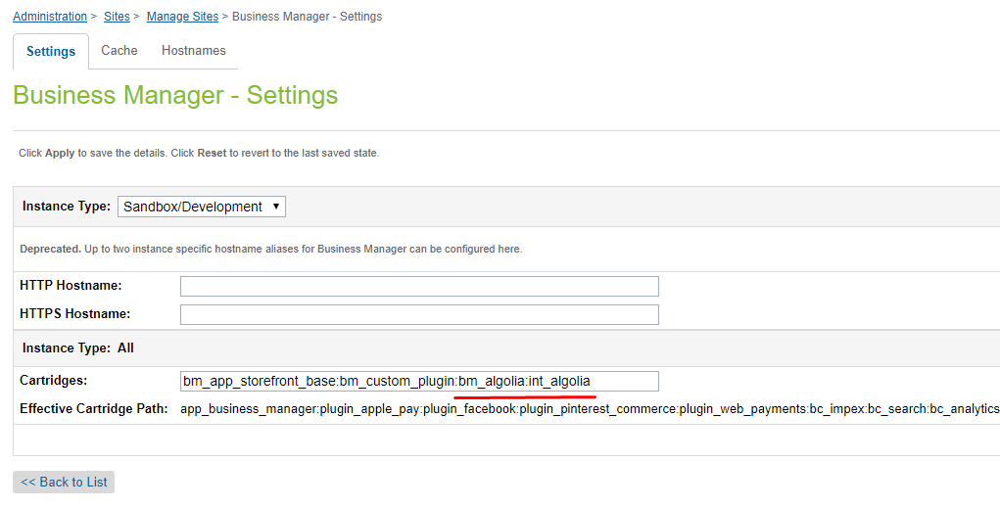 Administration > Sites > Manage Sites > Business Manager - Settings
Settings Cache Hostnames
Business Manager - Settings
Click Apply to save the details. Click Reset to revert to the last saved state.
Instance Type: Sandbox/Development ▼
Deprecated. Up to two instance specific hostname aliases for Business Manager can be configured here.
HTTP Hostname:
HTTPS Hostname:
Instance Type: All
Cartridges: bm_app_storefront_base:bm_custom_plugin:bm_algolia:int_algolia
Effective Cartridge Path: app_business_manager:plugin_apple_pay:plugin_facebook:plugin_pinterest_commerce:plugin_web_payments:bc_impex:bc_search:bc_analytics
<< Back to List